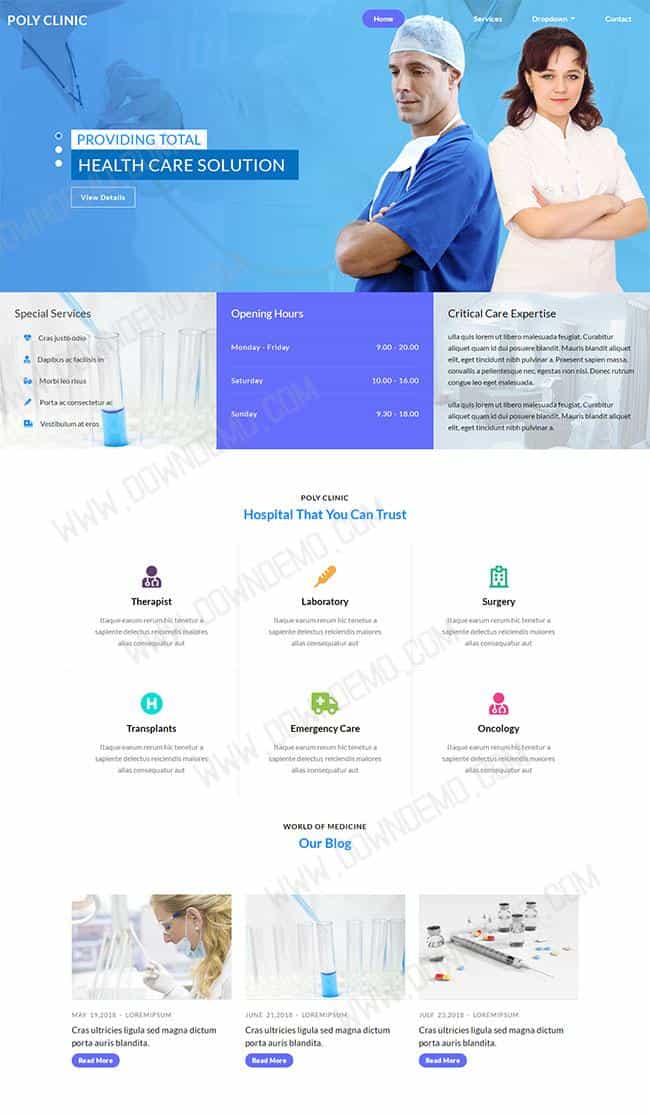 POLY CLINIC
Home
Services
Dropdown
Contact
PROVIDING TOTAL
HEALTH CARE SOLUTION
View Details
Special Services
Cras justo odio
Dapibus ac facilisis in
Morbi leo risus
Porta ac consectetur ac
Vestibulum at eros
Opening Hours
Monday - Friday 9.00 - 20.00
Saturday 10.00 - 16.00
Sunday 9.30 - 18.00
Critical Care Expertise
ulla quis lorem ut libero malesuada feugiat. Curabitur
aliquet quam id dui posuere blandit. Mauris blandit aliquet
elit, eget tincidunt nibh pulvinar a. Praesent sapien massa,
convallis a pellentesque nec, egestas non nisi. Donec rutrum
congue leo eget malesuada.
ulla quis lorem ut libero malesuada feugiat. Curabitur
aliquet quam id dui posuere blandit. Mauris blandit aliquet
elit, eget tincidunt nibh pulvinar a.
POLY CLINIC
Hospital That You Can Trust
Therapist
Itaque earum rerum hic tenetur a
sapiente delectus reiciendis maiores
alias consequatur aut
Laboratory
Itaque earum rerum hic tenetur a
sapiente delectus reiciendis maiores
alias consequatur aut
Surgery
Itaque earum rerum hic tenetur a
sapiente delectus reiciendis maiores
alias consequatur aut
Transplants
Itaque earum rerum hic tenetur a
sapiente delectus reiciendis maiores
alias consequatur aut
Emergency Care
Itaque earum rerum hic tenetur a
sapiente delectus reiciendis maiores
alias consequatur aut
Oncology
Itaque earum rerum hic tenetur a
sapiente delectus reiciendis maiores
alias consequatur aut
WORLD OF MEDICINE
Our Blog
MAY 19,2018 - LOREMIPSUM
Cras ultricies ligula sed magna dictum
porta auris blandita.
Read More
JUNE 21,2018 - LOREMIPSUM
Cras ultricies ligula sed magna dictum
porta auris blandita.
Read More
JULY 23,2018 - LOREMIPSUM
Cras ultricies ligula sed magna dictum
porta auris blandita.
Read More
WWW.DOWNDEMO.COM
WWW.DOWNDEMO.COM
WWW.DOWNDEMO.COM
WWW.DOWNDEMO.COM
WWW.DOWNDEMO.COM